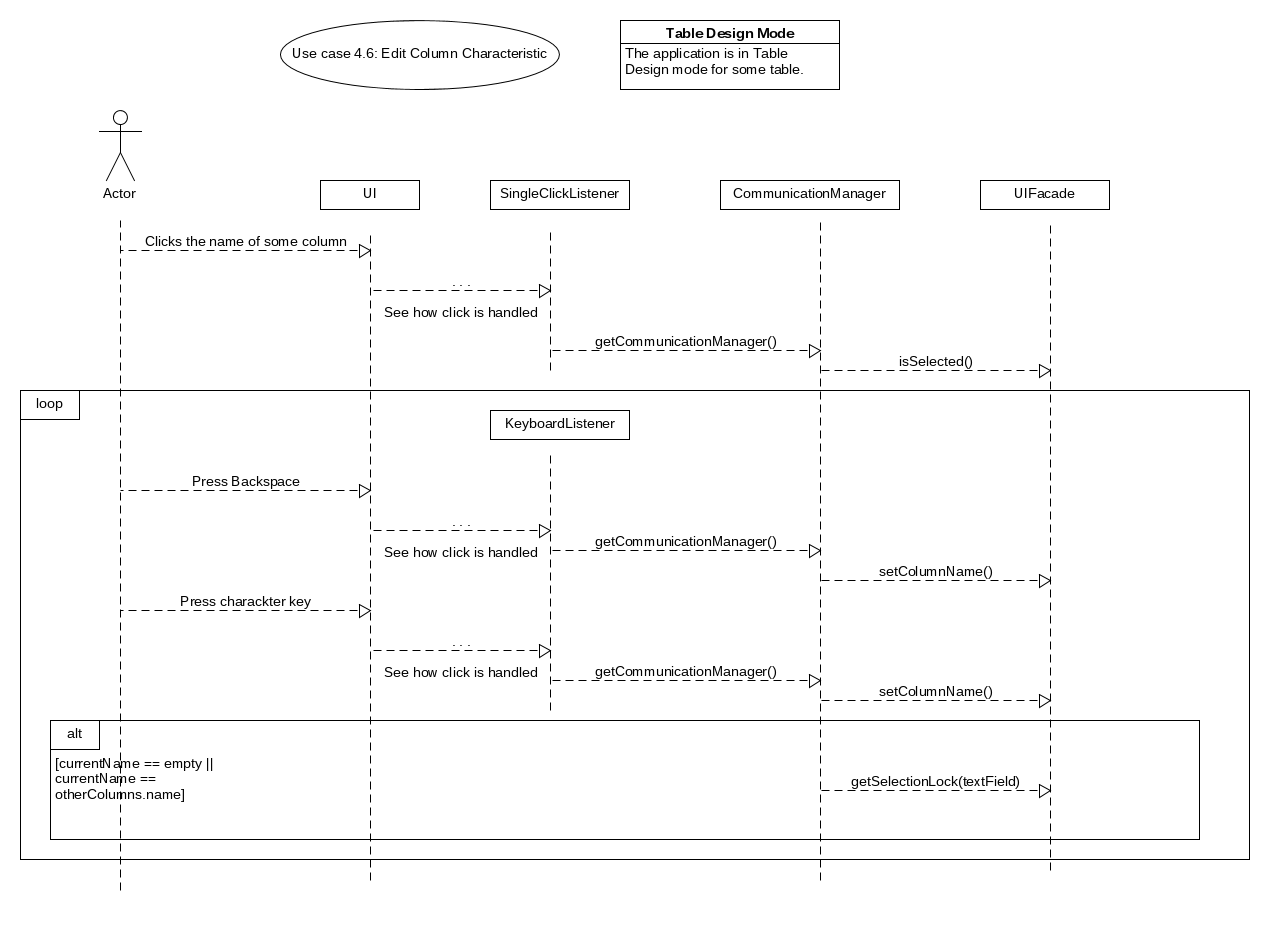 Use case 4.6: Edit Column Characteristic
Table Design Mode
The application is in Table
Design mode for some table.
Actor
UI
SingleClickListener
CommunicationManager
UIFacade
Clicks the name of some column
. . .
See how click is handled
getCommunicationManager()
isSelected()
loop
KeyboardListener
Press Backspace
. . .
See how click is handled
getCommunicationManager()
setColumnName()
Press charackter key
. . .
See how click is handled
getCommunicationManager()
setColumnName()
alt
[currentName == empty ||
currentName ==
otherColumns.name]
getSelectionLock(textField)